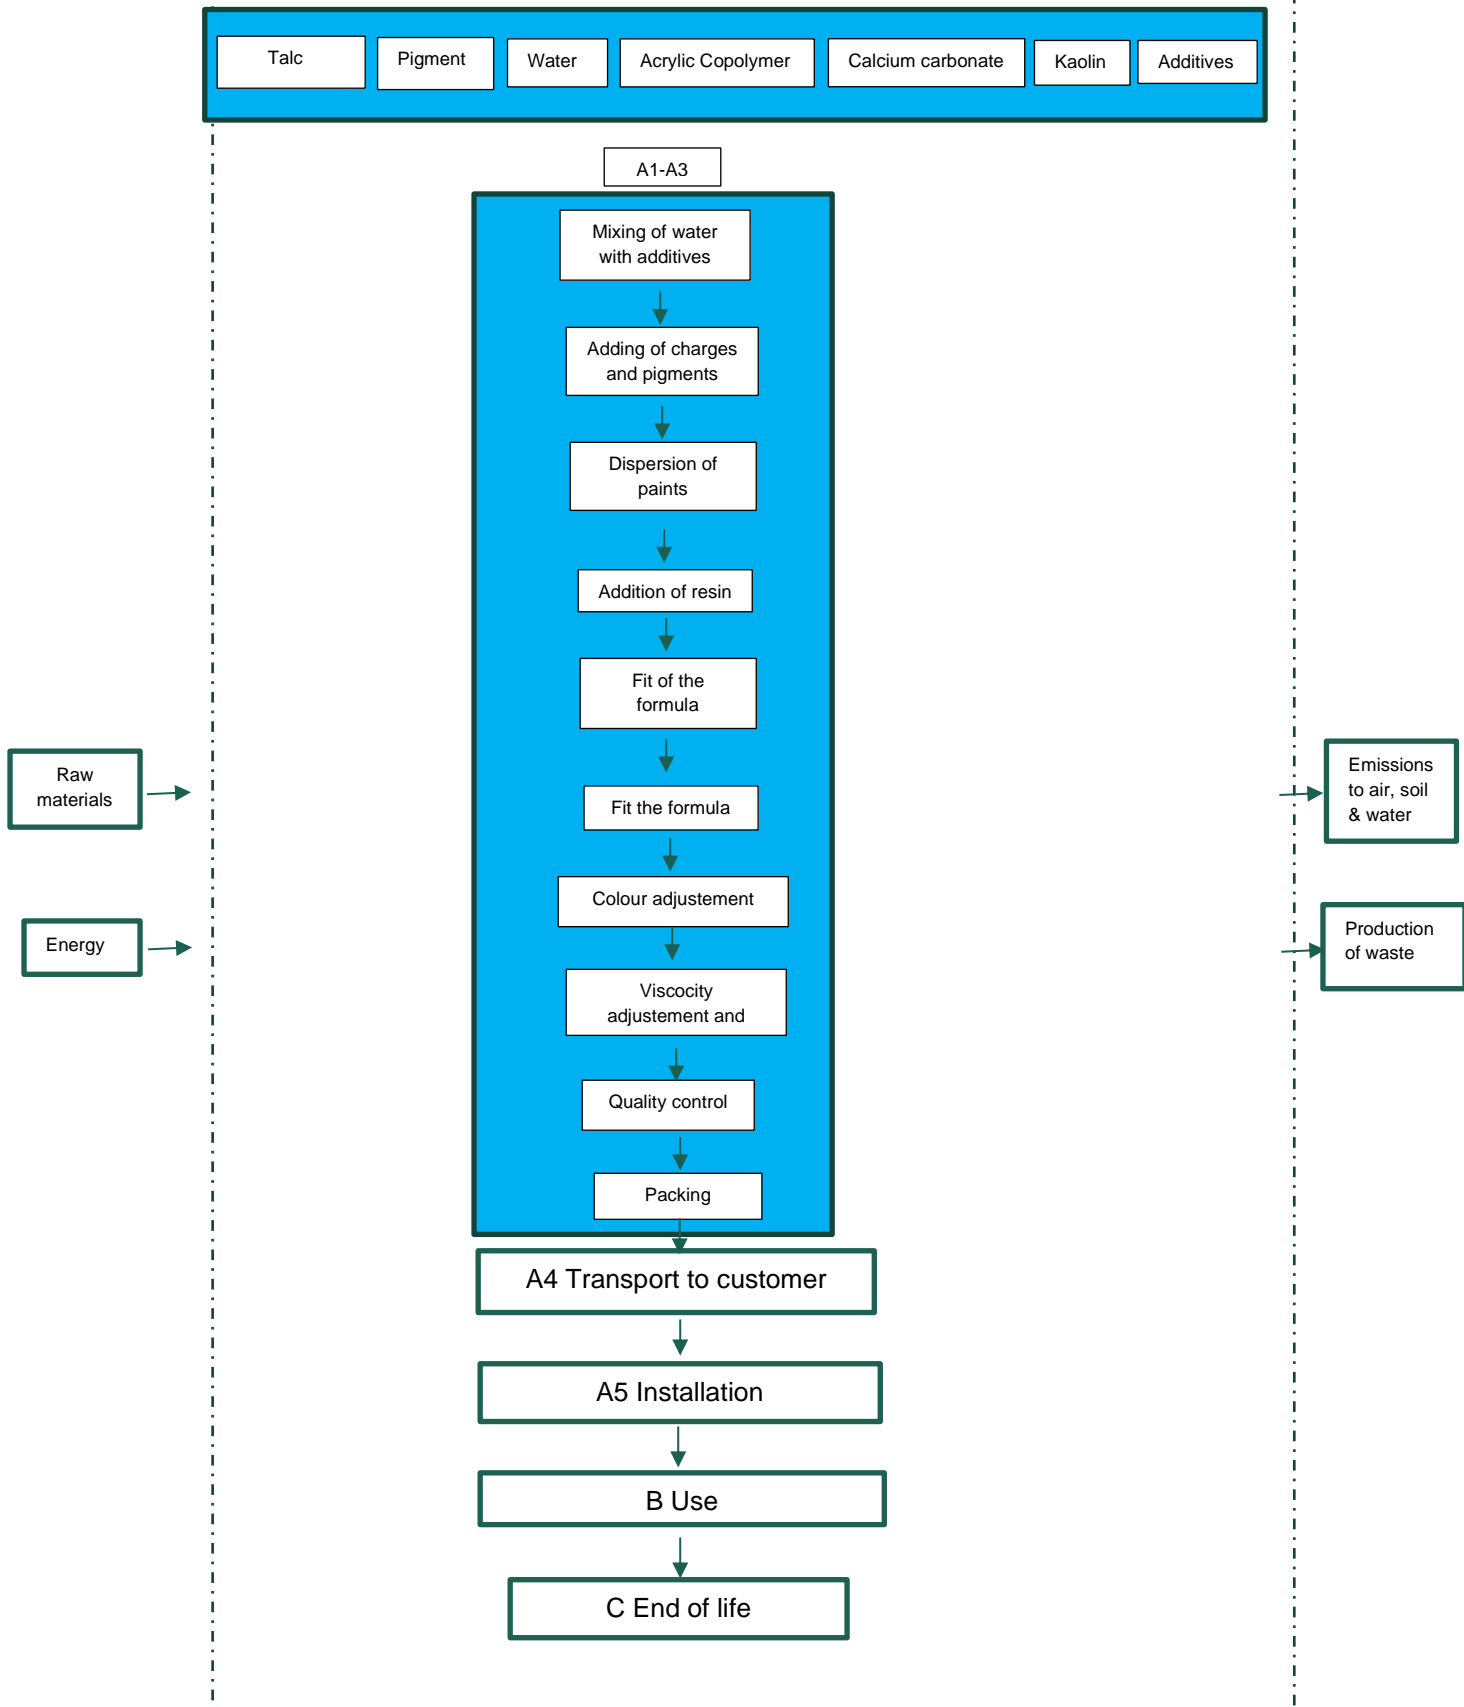 Talc
Pigment
Water
Acrylic Copolymer
Calcium carbonate
Kaolin
Additives
A1-A3
Mixing of water
with additives
Adding of charges
and pigments
Dispersion of
paints
Addition of resin
Fit of the
formula
Raw
materials
Emissions
to air, soil
& water
Fit the formula
Colour adjustement
Energy
Production
of waste
Viscocity
adjustement and
Quality control
Packing
A4 Transport to customer
A5 Installation
B Use
C End of life